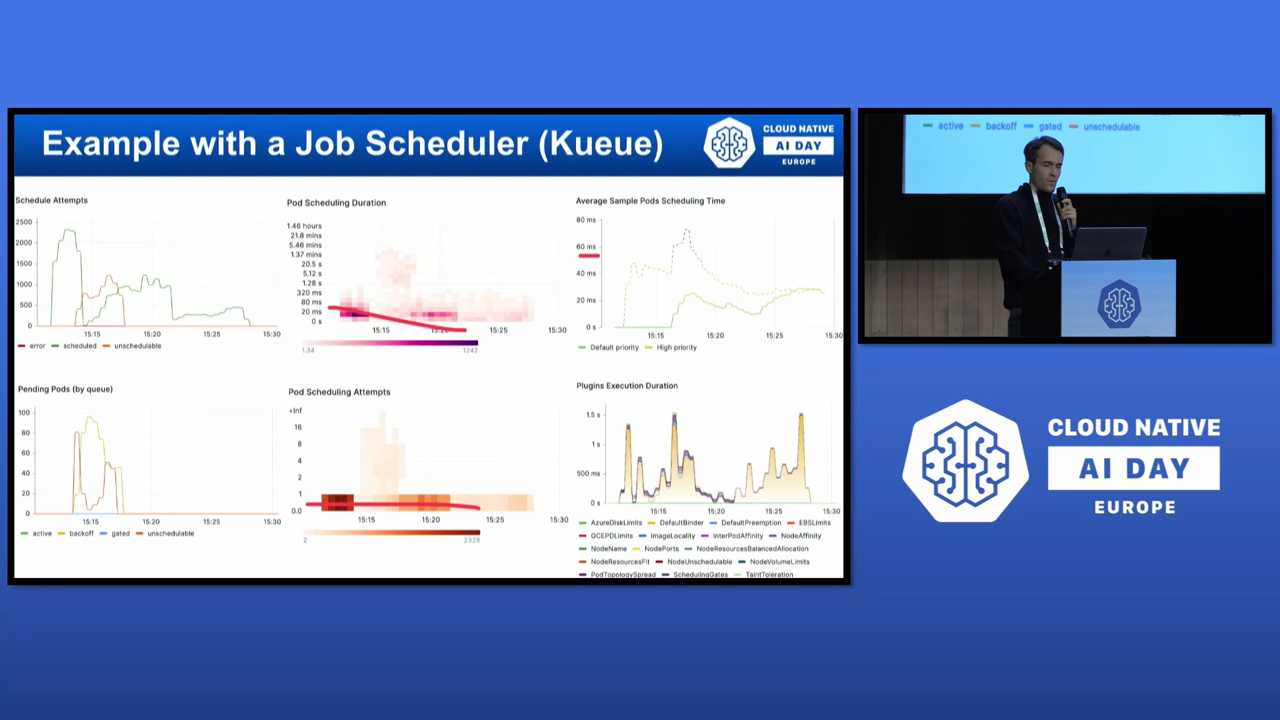 Example with a Job Scheduler (Kueue)
CLOUD NATIVE
AI DAY
EUROPE
Schedule Attempts
2500
2000
1500
1000
500
0
15:15
15:20
15:25
15:30
error
scheduled
unschedulable
Pod Scheduling Duration
1.46 hours
21.8 mins
5.46 mins
1.37 mins
20.5 s
5.12 s
1.28 s
320 ms
80 ms
20 ms
0 s
15:15
15:20
15:25
15:30
1.34
1242
Average Sample Pods Scheduling Time
80 ms
60 ms
40 ms
20 ms
0 s
15:15
15:20
15:25
15:30
Default priority
High priority
Pending Pods (by queue)
100
80
60
40
20
0
15:15
15:20
15:25
15:30
active
backoff
gated
unschedulable
Pod Scheduling Attempts
+Inf
16
8
4
2
1
0.0
15:15
15:20
15:25
15:30
2
2328
Plugins Execution Duration
1.5 s
1 s
500 ms
0 s
15:15
15:20
15:25
15:30
AzureDiskLimits
DefaultBinder
DefaultPreemption
EBSLimits
GCEPDLimits
ImageLocality
InterPodAffinity
NodeAffinity
NodeName
NodePorts
NodeResourcesBalancedAllocation
NodeResourcesFit
NodeUnschedulable
NodeVolumeLimits
PodTopologySpread
SchedulingGates
TaintToleration
active
backoff
gated
unschedulable
CLOUD NATIVE
AI DAY
EUROPE